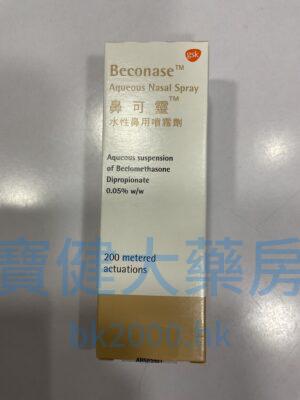 gsk
Beconase™
Aqueous Nasal Spray
鼻可靈™
水性鼻用噴霧劑
Aqueous suspension
of Beclomethasone
Dipropionate
0.05% w/w
寶健大藥房
200 metered
actuations
bk2000.hk